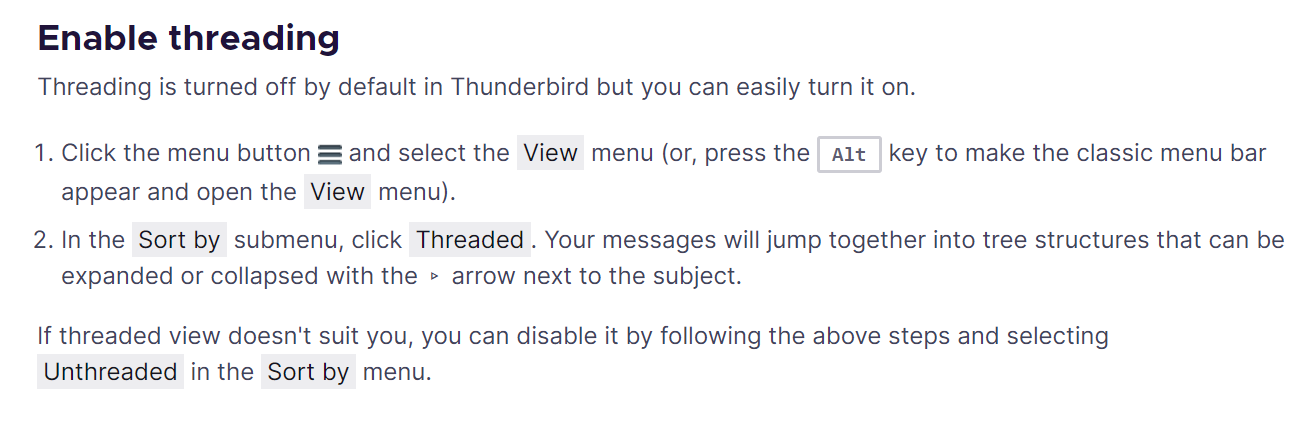 Enable threading
Threading is turned off by default in Thunderbird but you can easily turn it on.
1. Click the menu button and select the View menu (or, press the Alt key to make the classic menu bar
appear and open the View menu).
2. In the Sort by submenu, click Threaded. Your messages will jump together into tree structures that can be
expanded or collapsed with the ▹ arrow next to the subject.
If threaded view doesn't suit you, you can disable it by following the above steps and selecting
Unthreaded in the Sort by menu.